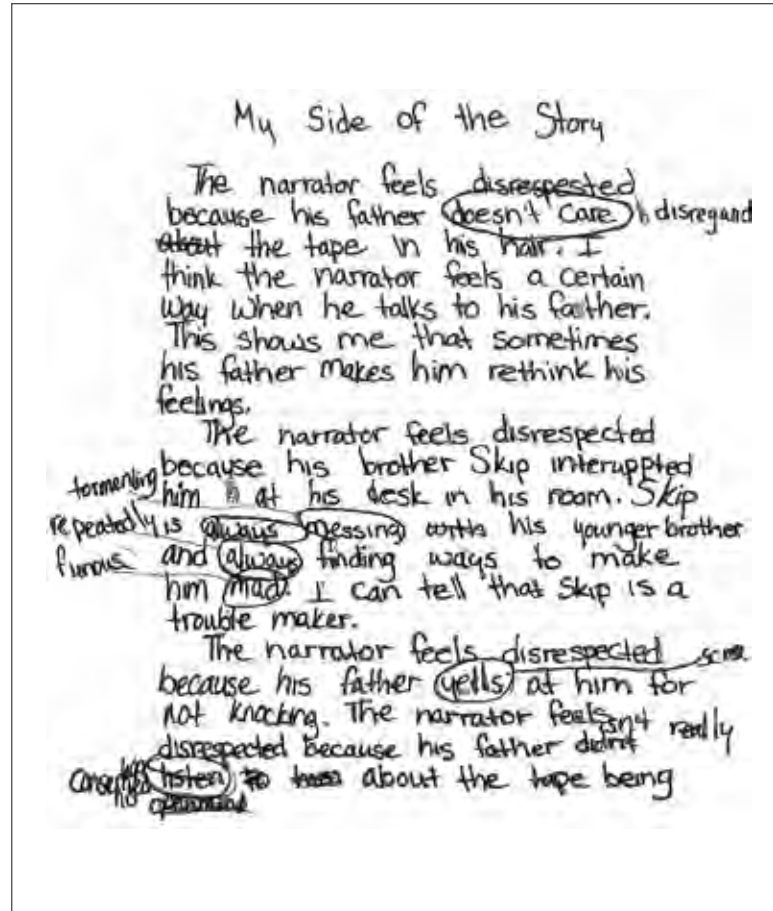 My Side of the Story
The narrator feels disrespested
because his father doesn't care disregard
about the tape in his hair. I
think the narrator feels a certain
way when he talks to his father.
This shows me that sometimes
his father makes him rethink his
feelings.
The narrator feels disrespected
because his brother Skip interuppted
tormenting him at his desk in his room. Skip
repeatedly is always messing with his younger brother
furious and always finding ways to make
him mad. I can tell that Skip is a
trouble maker.
The narrator feels disrespected
because his father yells at him for
not knocking. The narrator feels
isn't really
disrespected because his father didn't
listen to about the tape being